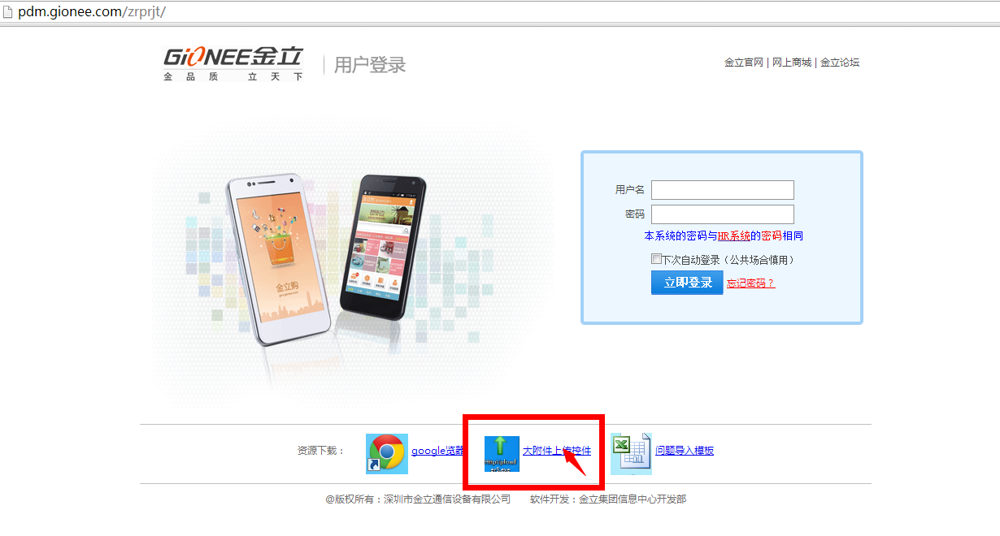 pdm.gionee.com/zrprjt/
GiONEE金立
金 品 质 立 天 下
用户登录
金立官网 | 网上商城 | 金立论坛
金立购
用户名
密码
本系统的密码与HR系统的密码相同
下次自动登录（公共场合慎用）
立即登录 忘记密码？
资源下载：
google览器
大附件上传控件
问题导入模板
@版权所有：深圳市金立通信设备有限公司 软件开发：金立集团信息中心开发部